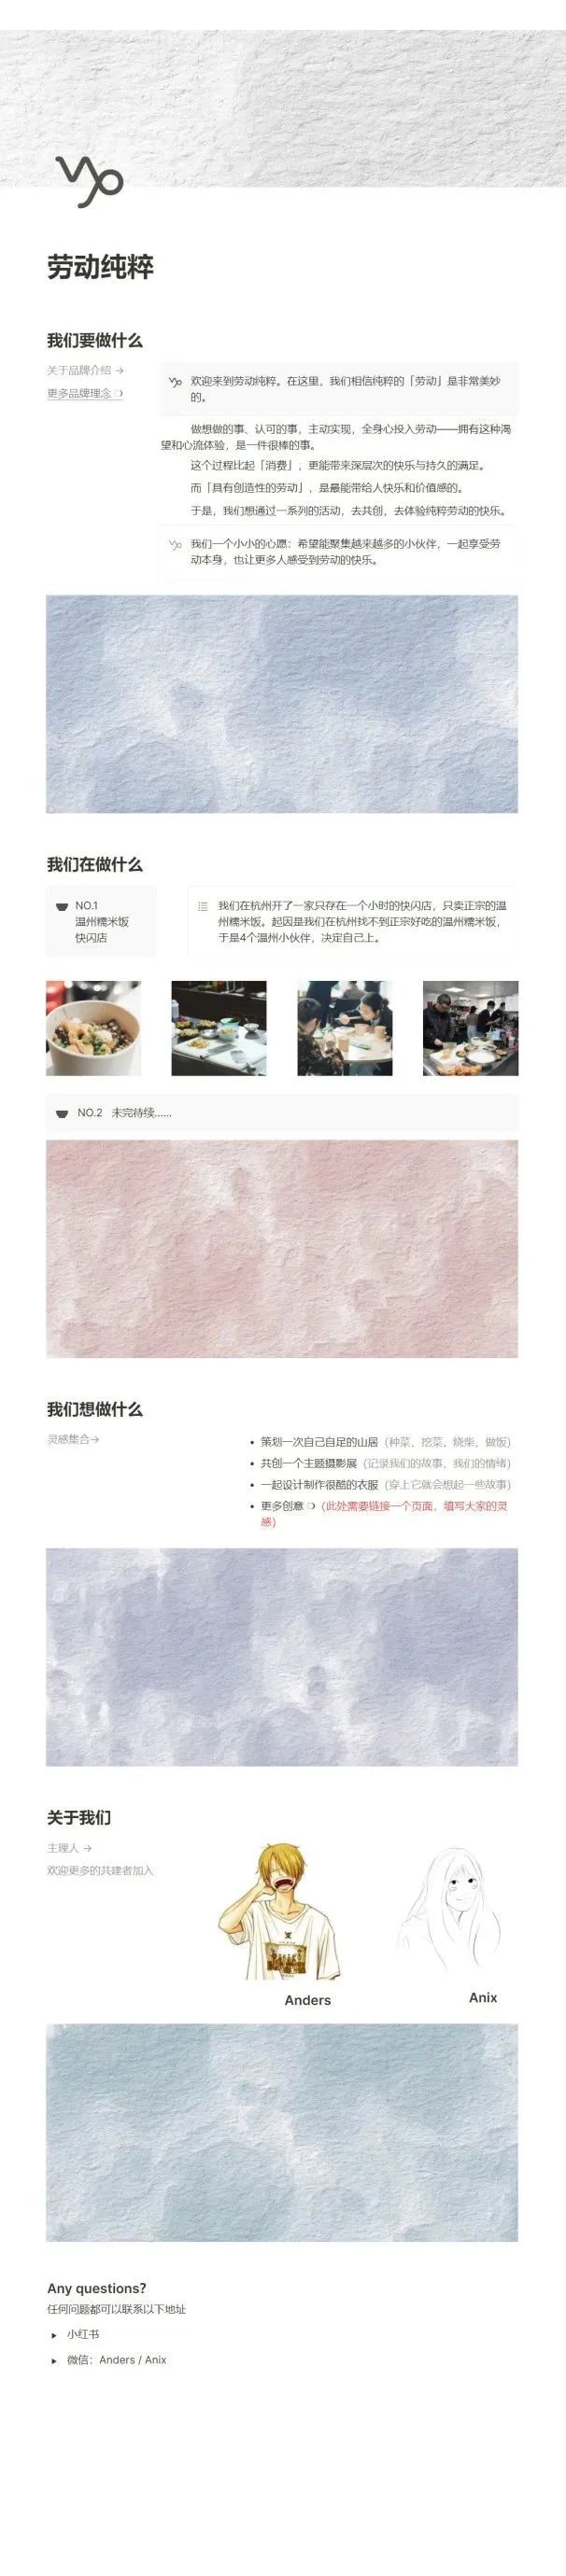 劳动纯粹
我们要做什么
关于品牌介绍 →
更多品牌理念 ❍
欢迎来到劳动纯粹。在这里，我们相信纯粹的「劳动」是非常美妙
的。
做想做的事、认可的事，主动实现，全身心投入劳动——拥有这种渴
望和心流体验，是一件很棒的事。
这个过程比起「消费」，更能带来深层次的快乐与持久的满足。
而「具有创造性的劳动」，是最能带给人快乐和价值感的。
于是，我们想通过一系列的活动，去共创，去体验纯粹劳动的快乐。
我们一个小小的心愿：希望能聚集越来越多的小伙伴，一起享受劳
动本身，也让更多人感受到劳动的快乐。
我们在做什么
NO.1
温州糯米饭
快闪店
我们在杭州开了一家只存在一个小时的快闪店，只卖正宗的温
州糯米饭。起因是我们在杭州找不到正宗好吃的温州糯米饭，
于是4个温州小伙伴，决定自己上。
NO.2 未完待续......
我们想做什么
灵感集合→
• 策划一次自己自足的山居（种菜，挖菜，烧柴，做饭）
• 共创一个主题摄影展（记录我们的故事，我们的情绪）
• 一起设计制作很酷的衣服（穿上它就会想起一些故事）
• 更多创意 ❍（此处需要链接一个页面，填写大家的灵
感）
关于我们
主理人 →
欢迎更多的共建者加入
Anders
Anix
Any questions?
任何问题都可以联系以下地址
▸ 小红书
▸ 微信：Anders / Anix